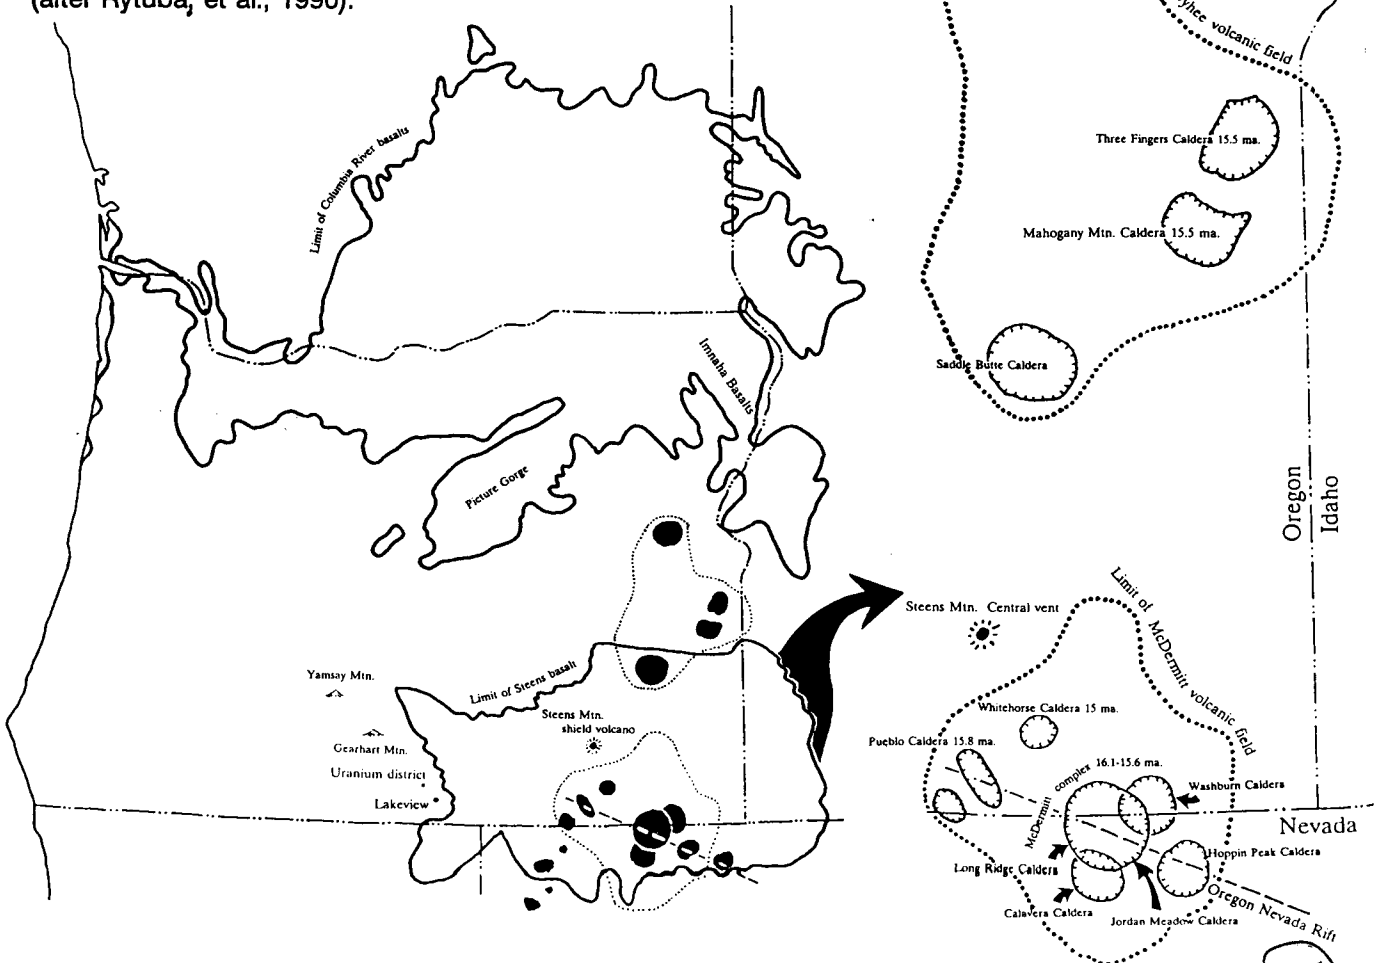 (after Rytuba, et al., 1990).
Limit of Columbia River basalts
Imnaha Basalts
Picture Gorge
Limit of Steens basalt
Yamsay Mtn.
Gearhart Mtn.
Uranium district
Lakeview
Steens Mtn.
shield volcano
yhee volcanic field
Three Fingers Caldera 15.5 ma.
Mahogany Mtn. Caldera 15.5 ma.
Saddle Butte Caldera
Oregon
Idaho
Steens Mtn. Central vent
Limit of McDermitt volcanic field
Whitehorse Caldera 15 ma.
Pueblo Caldera 15.8 ma.
McDermitt complex 16.1-15.6 ma.
Washburn Caldera
Nevada
Hoppin Peak Caldera
Long Ridge Caldera
Calavera Caldera
Jordan Meadow Caldera
Oregon Nevada Rift